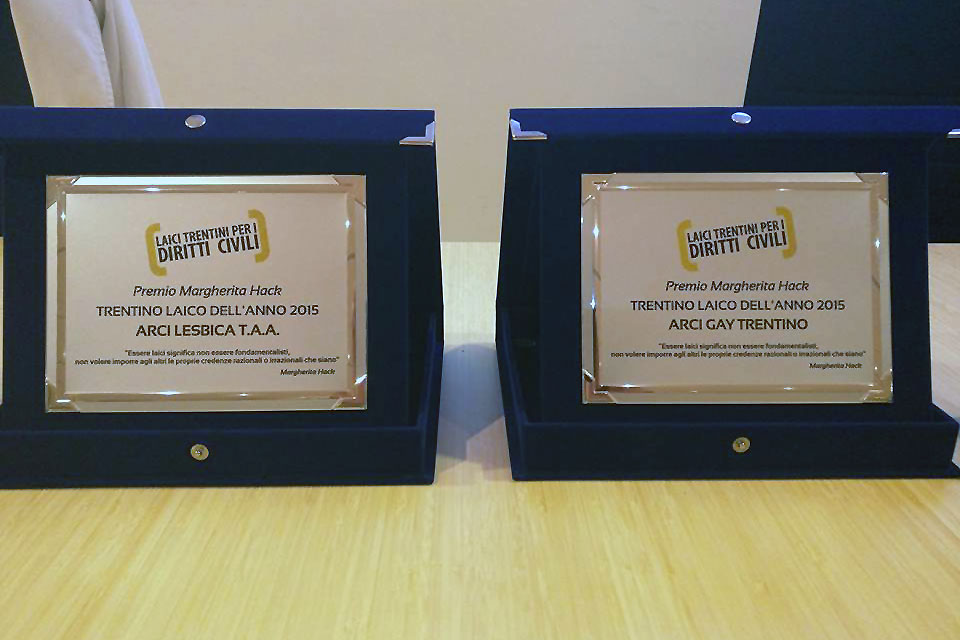 LAICI TRENTINI PER I
DIRITTI CIVILI
Premio Margherita Hack
TRENTINO LAICO DELL'ANNO 2015
ARCI LESBICA T.A.A.
"Essere laici significa non essere fondamentalisti,
non volere imporre agli altri le proprie credenze razionali o irrazionali che siano"
Margherita Hack
LAICI TRENTINI PER I
DIRITTI CIVILI
Premio Margherita Hack
TRENTINO LAICO DELL'ANNO 2015
ARCI GAY TRENTINO
"Essere laici significa non essere fondamentalisti,
non volere imporre agli altri le proprie credenze razionali o irrazionali che siano"
Margherita Hack